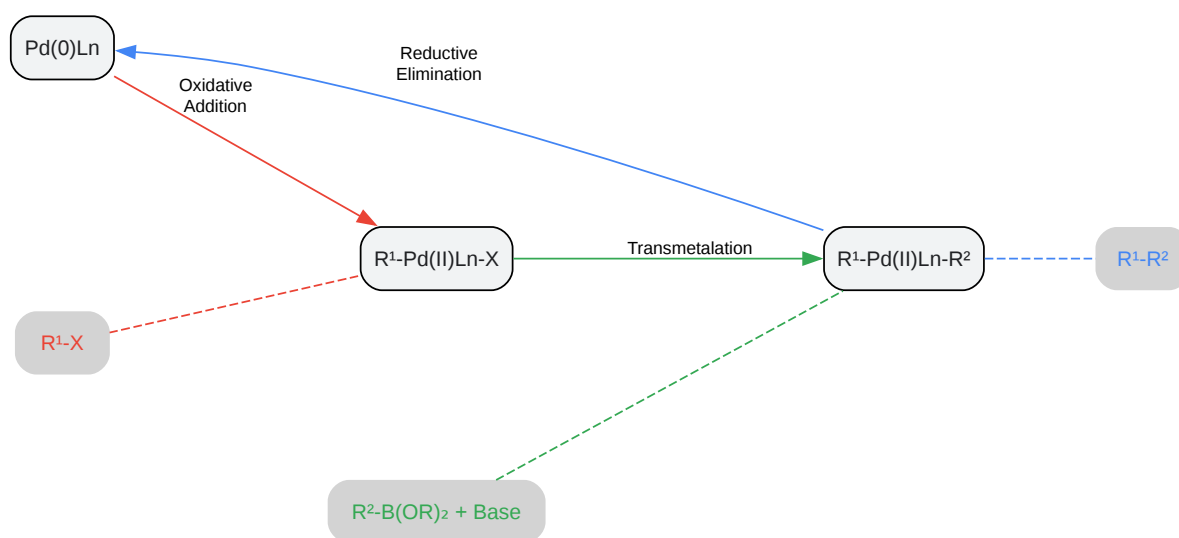 Pd(0)Ln
Reductive
Elimination
Oxidative
Addition
R¹-Pd(II)Ln-X
Transmetalation
R¹-Pd(II)Ln-R²
R¹-R²
R¹-X
R²-B(OR)₂ + Base